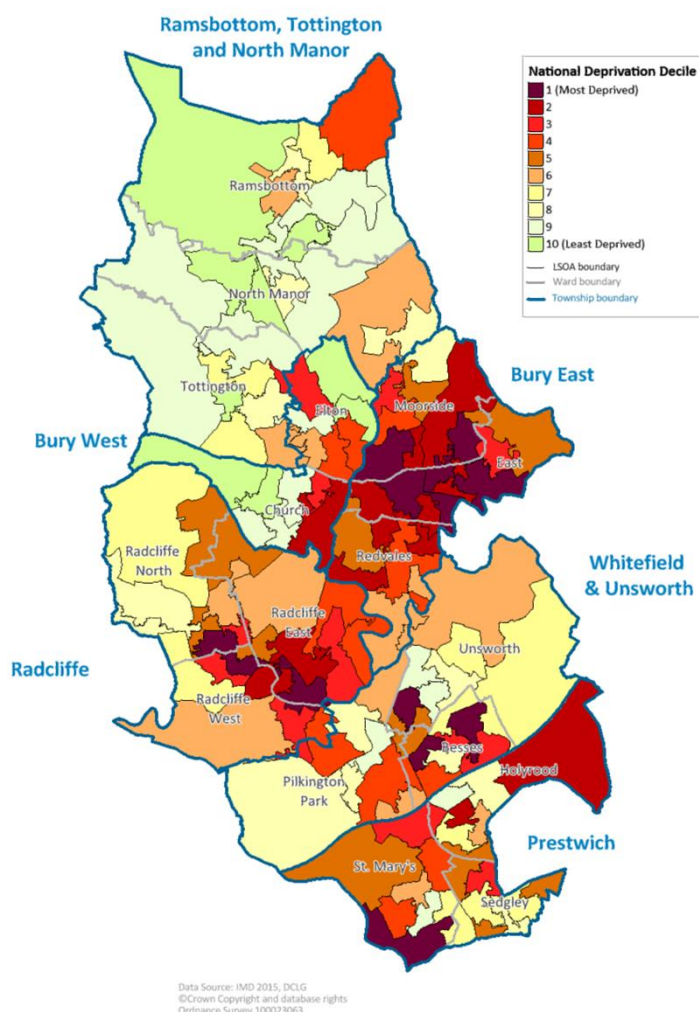 Ramsbottom, Tottington
and North Manor
National Deprivation Decile
1 (Most Deprived)
2
3
4
5
6
7
8
9
10 (Least Deprived)
LSOA boundary
Ward boundary
Township boundary
Ramsbottom
North Manor
Tottington
Elton
Moorside
Bury East
East
Bury West
Church
Redvales
Radcliffe
North
Whitefield
& Unsworth
Radcliffe
East
Unsworth
Radcliffe
Radcliffe
West
Besses
Holyrood
Pilkington
Park
Prestwich
St. Mary's
Sedgley
Data Source: IMD 2015, DCLG
©Crown Copyright and database rights
Ordnance Survey 100023063